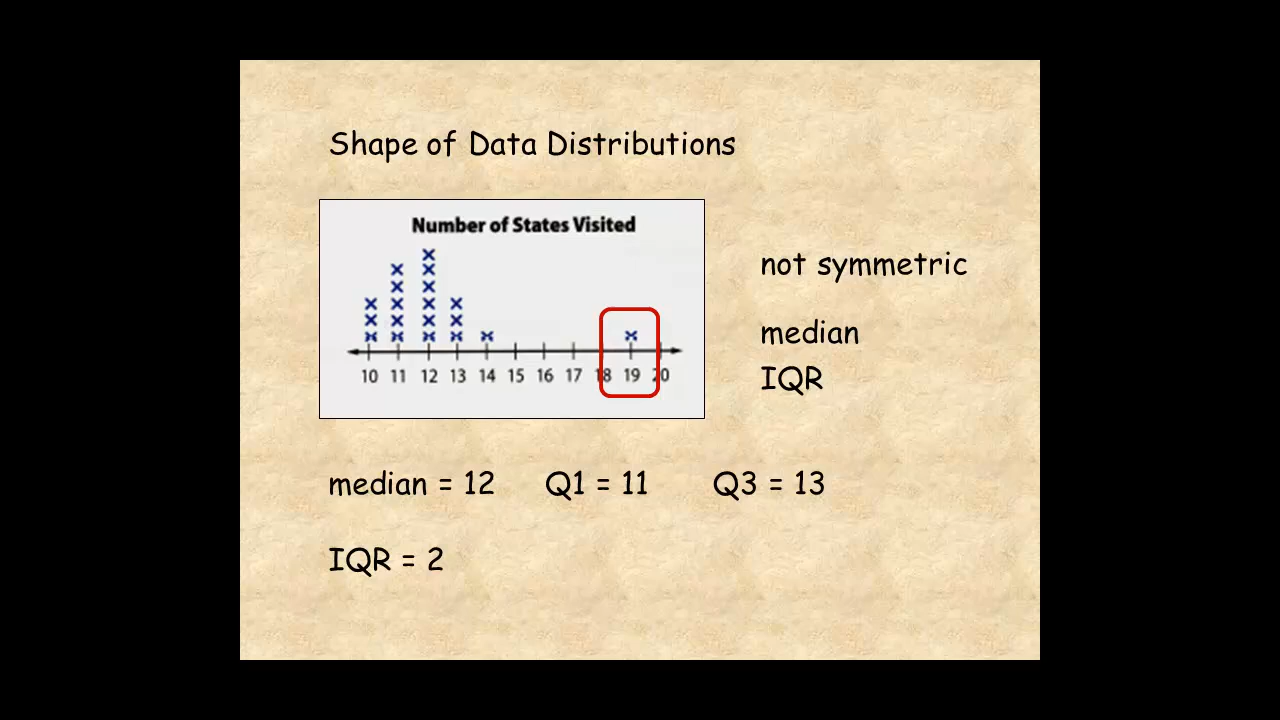 Shape of Data Distributions
Number of States Visited
10 11 12 13 14 15 16 17 18 19 20
not symmetric
median
IQR
median = 12 Q1 = 11 Q3 = 13
IQR = 2